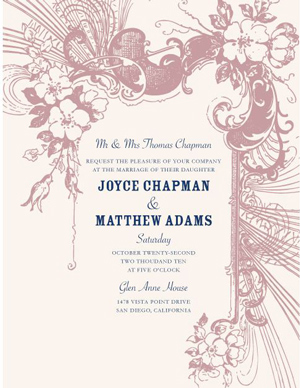 Mr & Mrs Thomas Chapman
REQUEST THE PLEASURE OF YOUR COMPANY
AT THE MARRIAGE OF THEIR DAUGHTER
JOYCE CHAPMAN
&
MATTHEW ADAMS
Saturday
OCTOBER TWENTY-SECOND
TWO THOUSAND TEN
AT FIVE O'CLOCK
Glen Anne House
1478 VISTA POINT DRIVE
SAN DIEGO, CALIFORNIA